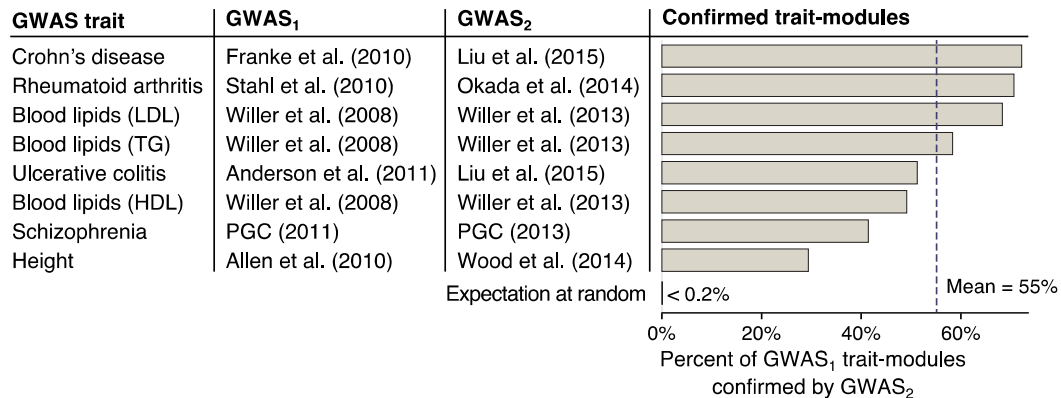 GWAS trait GWAS₁ GWAS₂ Confirmed trait-modules
Crohn's disease Franke et al. (2010) Liu et al. (2015)
Rheumatoid arthritis Stahl et al. (2010) Okada et al. (2014)
Blood lipids (LDL) Willer et al. (2008) Willer et al. (2013)
Blood lipids (TG) Willer et al. (2008) Willer et al. (2013)
Ulcerative colitis Anderson et al. (2011) Liu et al. (2015)
Blood lipids (HDL) Willer et al. (2008) Willer et al. (2013)
Schizophrenia PGC (2011) PGC (2013)
Height Allen et al. (2010) Wood et al. (2014)
Expectation at random < 0.2% Mean = 55%
0% 20% 40% 60%
Percent of GWAS₁ trait-modules
confirmed by GWAS₂